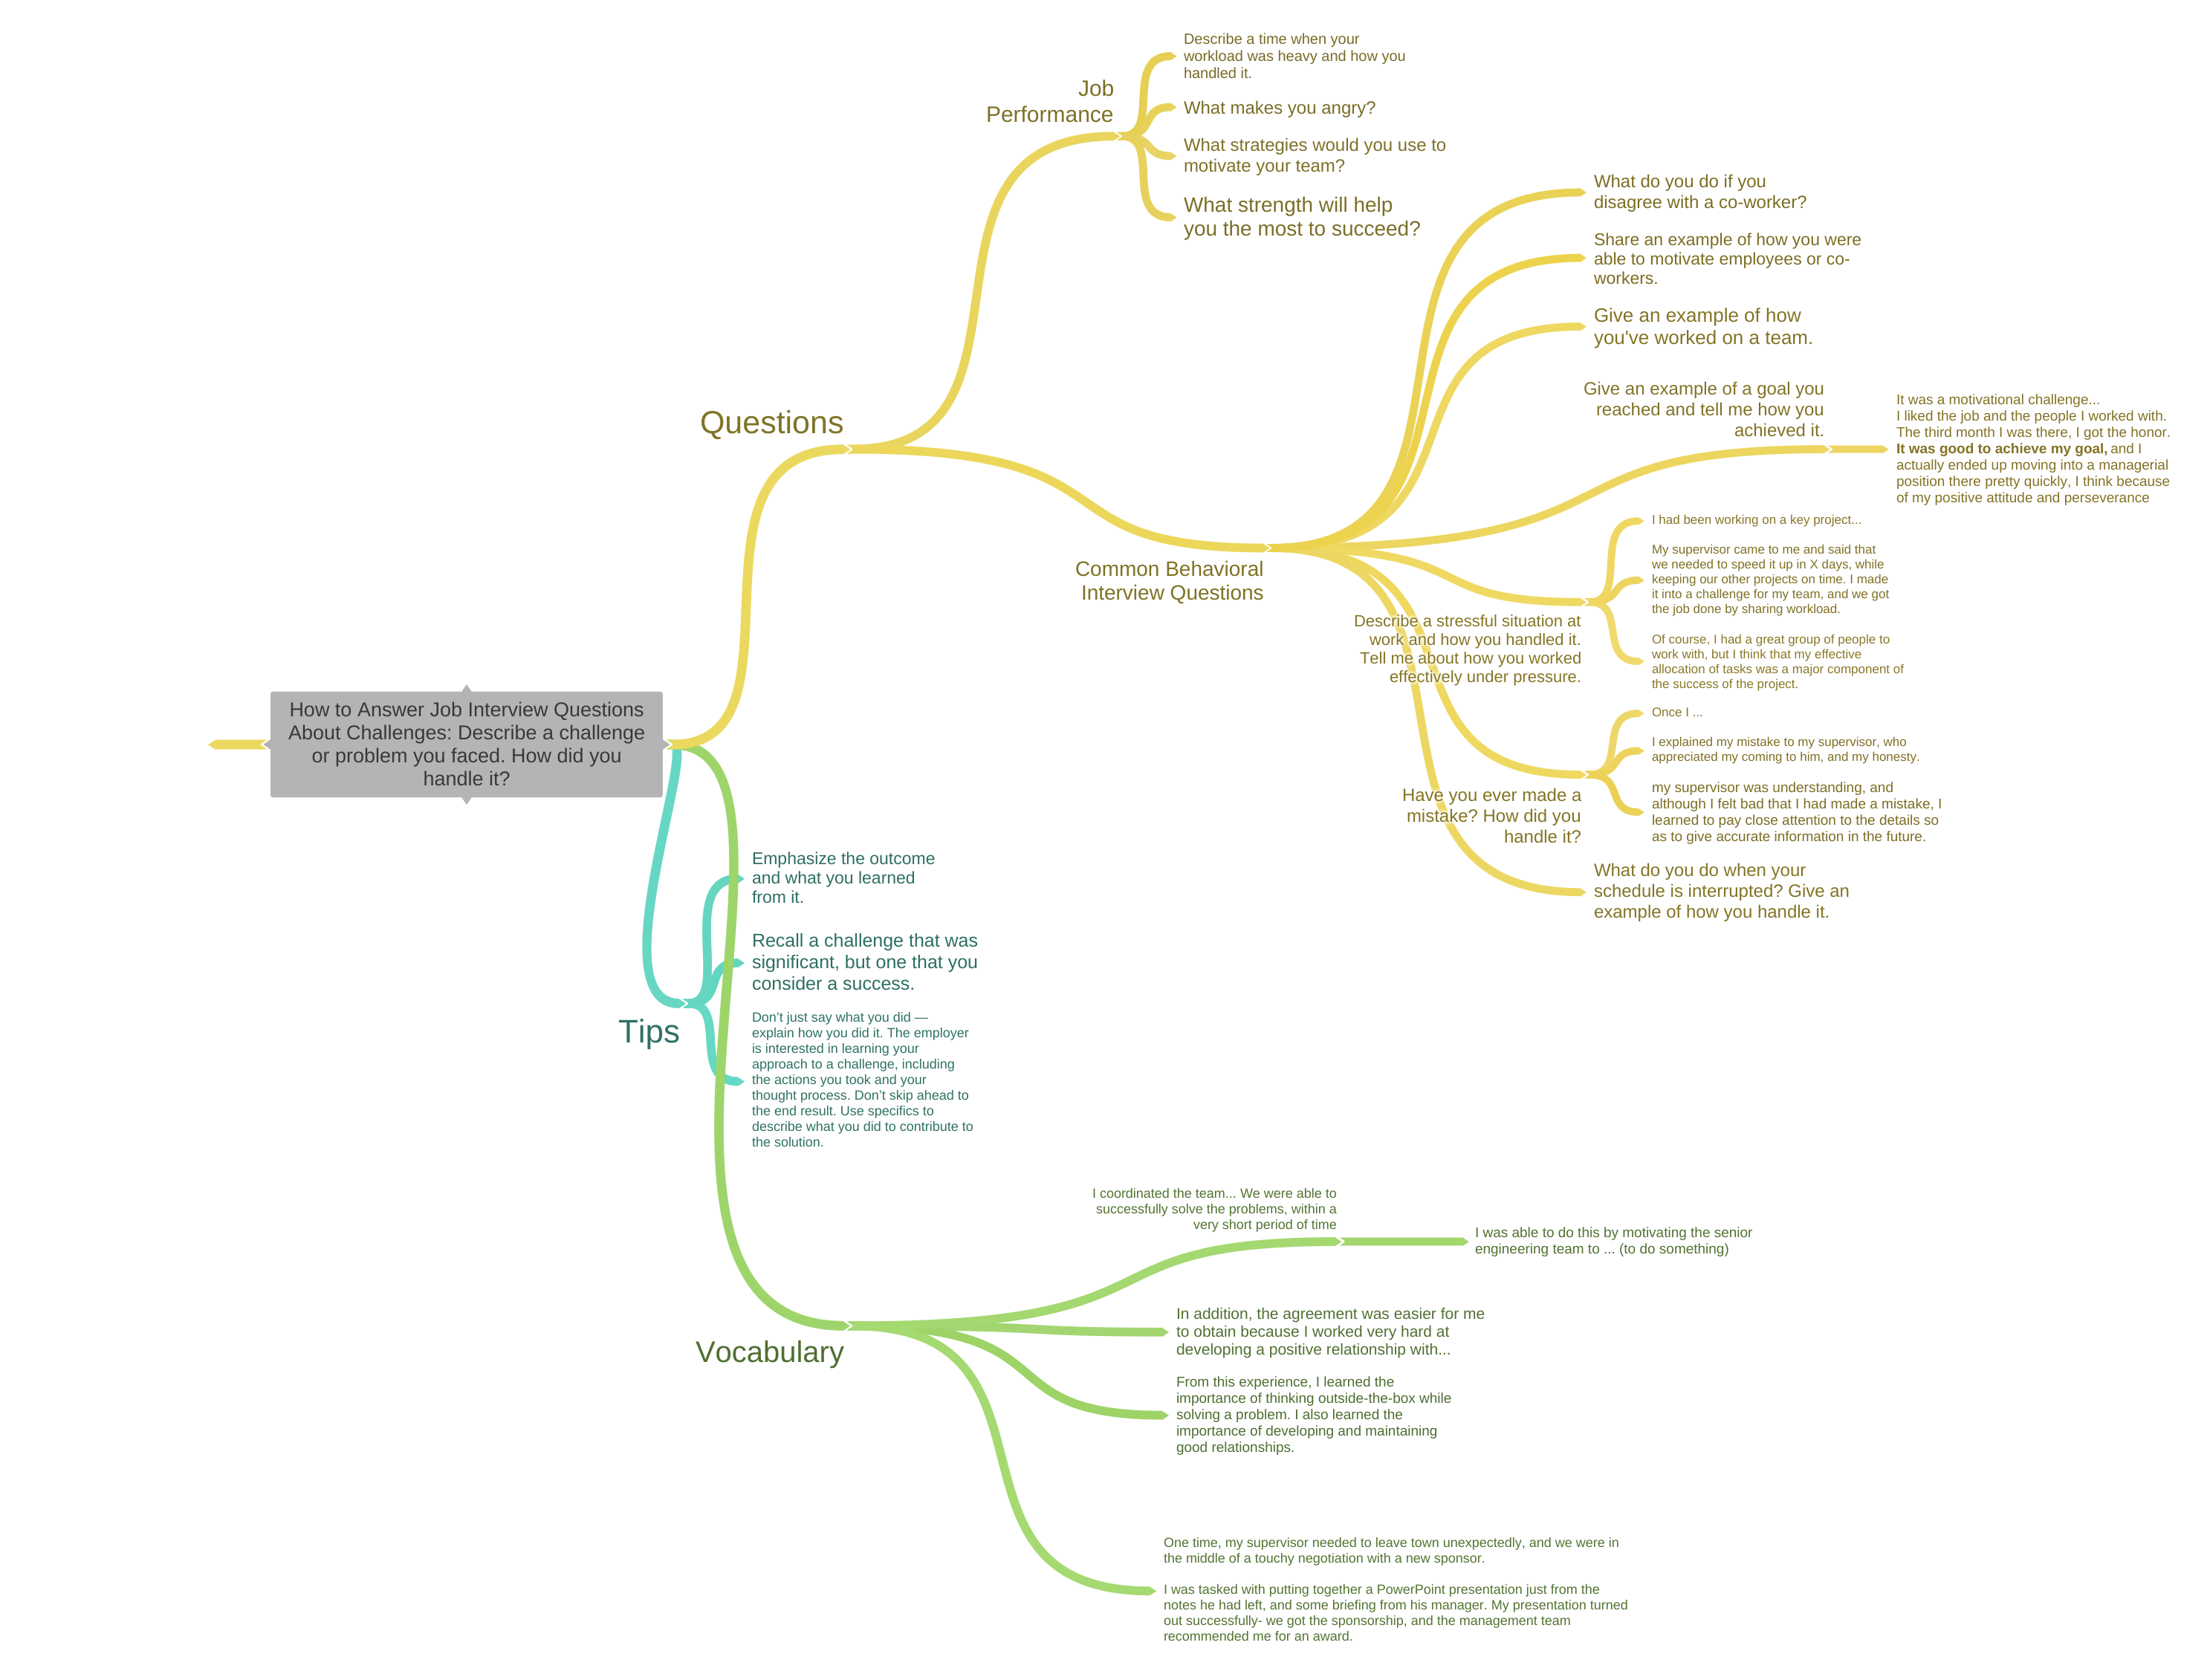 How to Answer Job Interview Questions
About Challenges: Describe a challenge
or problem you faced. How did you
handle it?
Questions
Job
Performance
Describe a time when your
workload was heavy and how you
handled it.
What makes you angry?
What strategies would you use to
motivate your team?
What strength will help
you the most to succeed?
Common Behavioral
Interview Questions
What do you do if you
disagree with a co-worker?
Share an example of how you were
able to motivate employees or co-
workers.
Give an example of how
you've worked on a team.
Give an example of a goal you
reached and tell me how you
achieved it.
It was a motivational challenge...
I liked the job and the people I worked with.
The third month I was there, I got the honor.
It was good to achieve my goal, and I
actually ended up moving into a managerial
position there pretty quickly, I think because
of my positive attitude and perseverance
Describe a stressful situation at
work and how you handled it.
Tell me about how you worked
effectively under pressure.
I had been working on a key project...
My supervisor came to me and said that
we needed to speed it up in X days, while
keeping our other projects on time. I made
it into a challenge for my team, and we got
the job done by sharing workload.
Of course, I had a great group of people to
work with, but I think that my effective
allocation of tasks was a major component of
the success of the project.
Have you ever made a
mistake? How did you
handle it?
Once I ...
I explained my mistake to my supervisor, who
appreciated my coming to him, and my honesty.
my supervisor was understanding, and
although I felt bad that I had made a mistake, I
learned to pay close attention to the details so
as to give accurate information in the future.
What do you do when your
schedule is interrupted? Give an
example of how you handle it.
Tips
Emphasize the outcome
and what you learned
from it.
Recall a challenge that was
significant, but one that you
consider a success.
Don’t just say what you did —
explain how you did it. The employer
is interested in learning your
approach to a challenge, including
the actions you took and your
thought process. Don’t skip ahead to
the end result. Use specifics to
describe what you did to contribute to
the solution.
Vocabulary
I coordinated the team... We were able to
successfully solve the problems, within a
very short period of time
I was able to do this by motivating the senior
engineering team to ... (to do something)
In addition, the agreement was easier for me
to obtain because I worked very hard at
developing a positive relationship with...
From this experience, I learned the
importance of thinking outside-the-box while
solving a problem. I also learned the
importance of developing and maintaining
good relationships.
One time, my supervisor needed to leave town unexpectedly, and we were in
the middle of a touchy negotiation with a new sponsor.
I was tasked with putting together a PowerPoint presentation just from the
notes he had left, and some briefing from his manager. My presentation turned
out successfully- we got the sponsorship, and the management team
recommended me for an award.